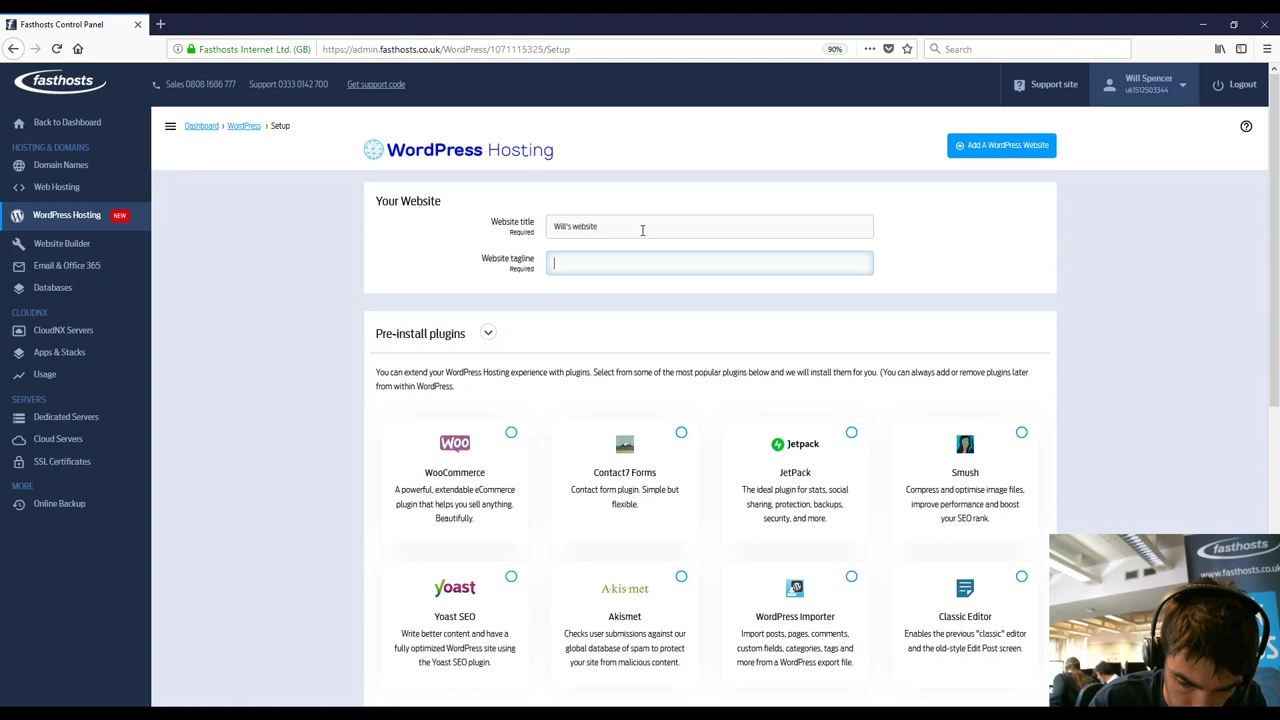 Fasthosts Control Panel
Fasthosts Internet Ltd. (GB)
https://admin.fasthosts.co.uk/WordPress/1071115325/Setup
90%
Search
fasthosts
Sales 0808 1686 777
Support 0333 0142 700
Get support code
Support site
Will Spencer
uk1512503344
Logout
Back to Dashboard
HOSTING & DOMAINS
Domain Names
Web Hosting
WordPress Hosting NEW
Website Builder
Email & Office 365
Databases
CLOUDNX
CloudNX Servers
Apps & Stacks
Usage
SERVERS
Dedicated Servers
Cloud Servers
SSL Certificates
MORE
Online Backup
Dashboard › WordPress › Setup
WordPress Hosting
Add A WordPress Website
Your Website
Website title
Required
Will's website
Website tagline
Required
Pre-install plugins
You can extend your WordPress Hosting experience with plugins. Select from some of the most popular plugins below and we will install them for you. (You can always add or remove plugins later
from within WordPress.
WOO
WooCommerce
A powerful, extendable eCommerce
plugin that helps you sell anything.
Beautifully.
Contact7 Forms
Contact form plugin. Simple but
flexible.
Jetpack
JetPack
The ideal plugin for stats, social
sharing, protection, backups,
security, and more.
Smush
Compress and optimise image files,
improve performance and boost
your SEO rank.
yoast
Yoast SEO
Write better content and have a
fully optimized WordPress site using
the Yoast SEO plugin.
Akismet
Akismet
Checks user submissions against our
global database of spam to protect
your site from malicious content.
WordPress Importer
Import posts, pages, comments,
custom fields, categories, tags and
more from a WordPress export file.
Classic Editor
Enables the previous "classic" editor
and the old-style Edit Post screen.
fasthosts
www.fasthosts.co.uk